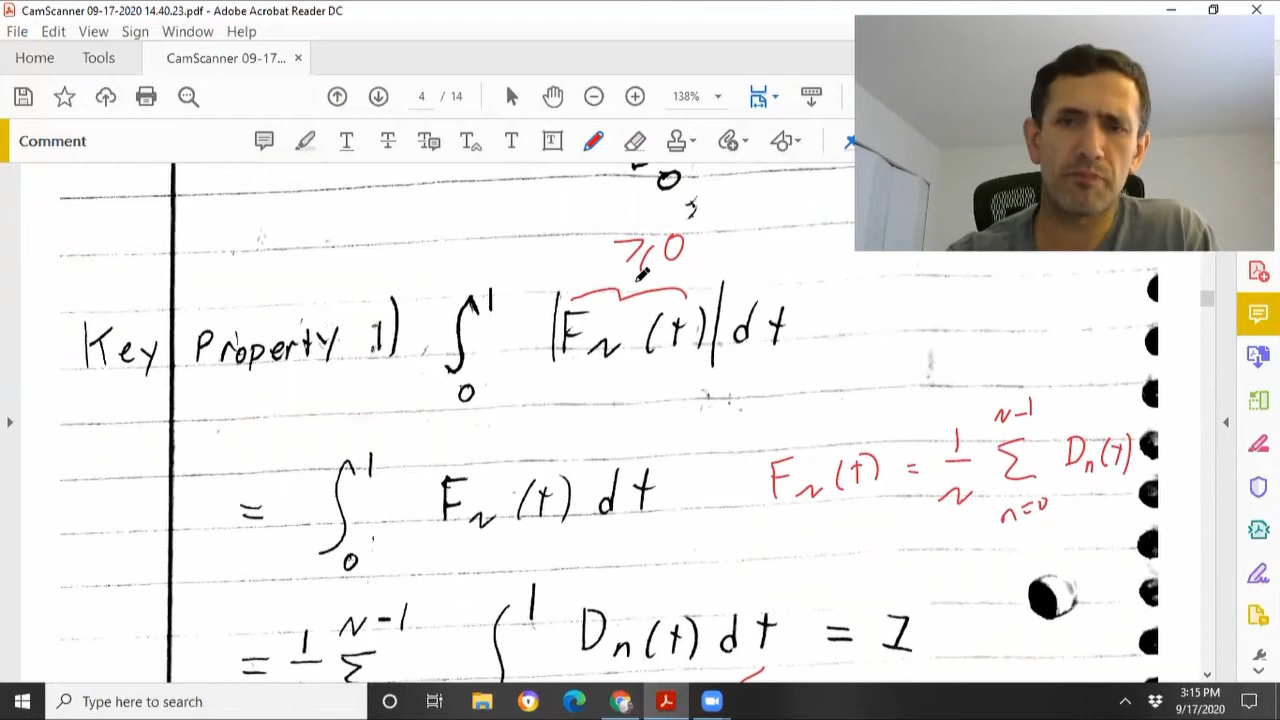 CamScanner 09-17-2020 14.40.23.pdf - Adobe Acrobat Reader DC
File Edit View Sign Window Help
Home Tools CamScanner 09-17... ×
4 / 14 138%
Comment
0
≥0
Key Property 1) ∫₀¹ |F_N(t)| dt
= ∫₀¹ F_N(t) dt
F_N(t) = 1/N Σ_{n=0}^{N-1} D_n(t)
= 1/N Σ^{N-1} ∫¹ D_n(t) dt = 1
Type here to search
3:15 PM
9/17/2020